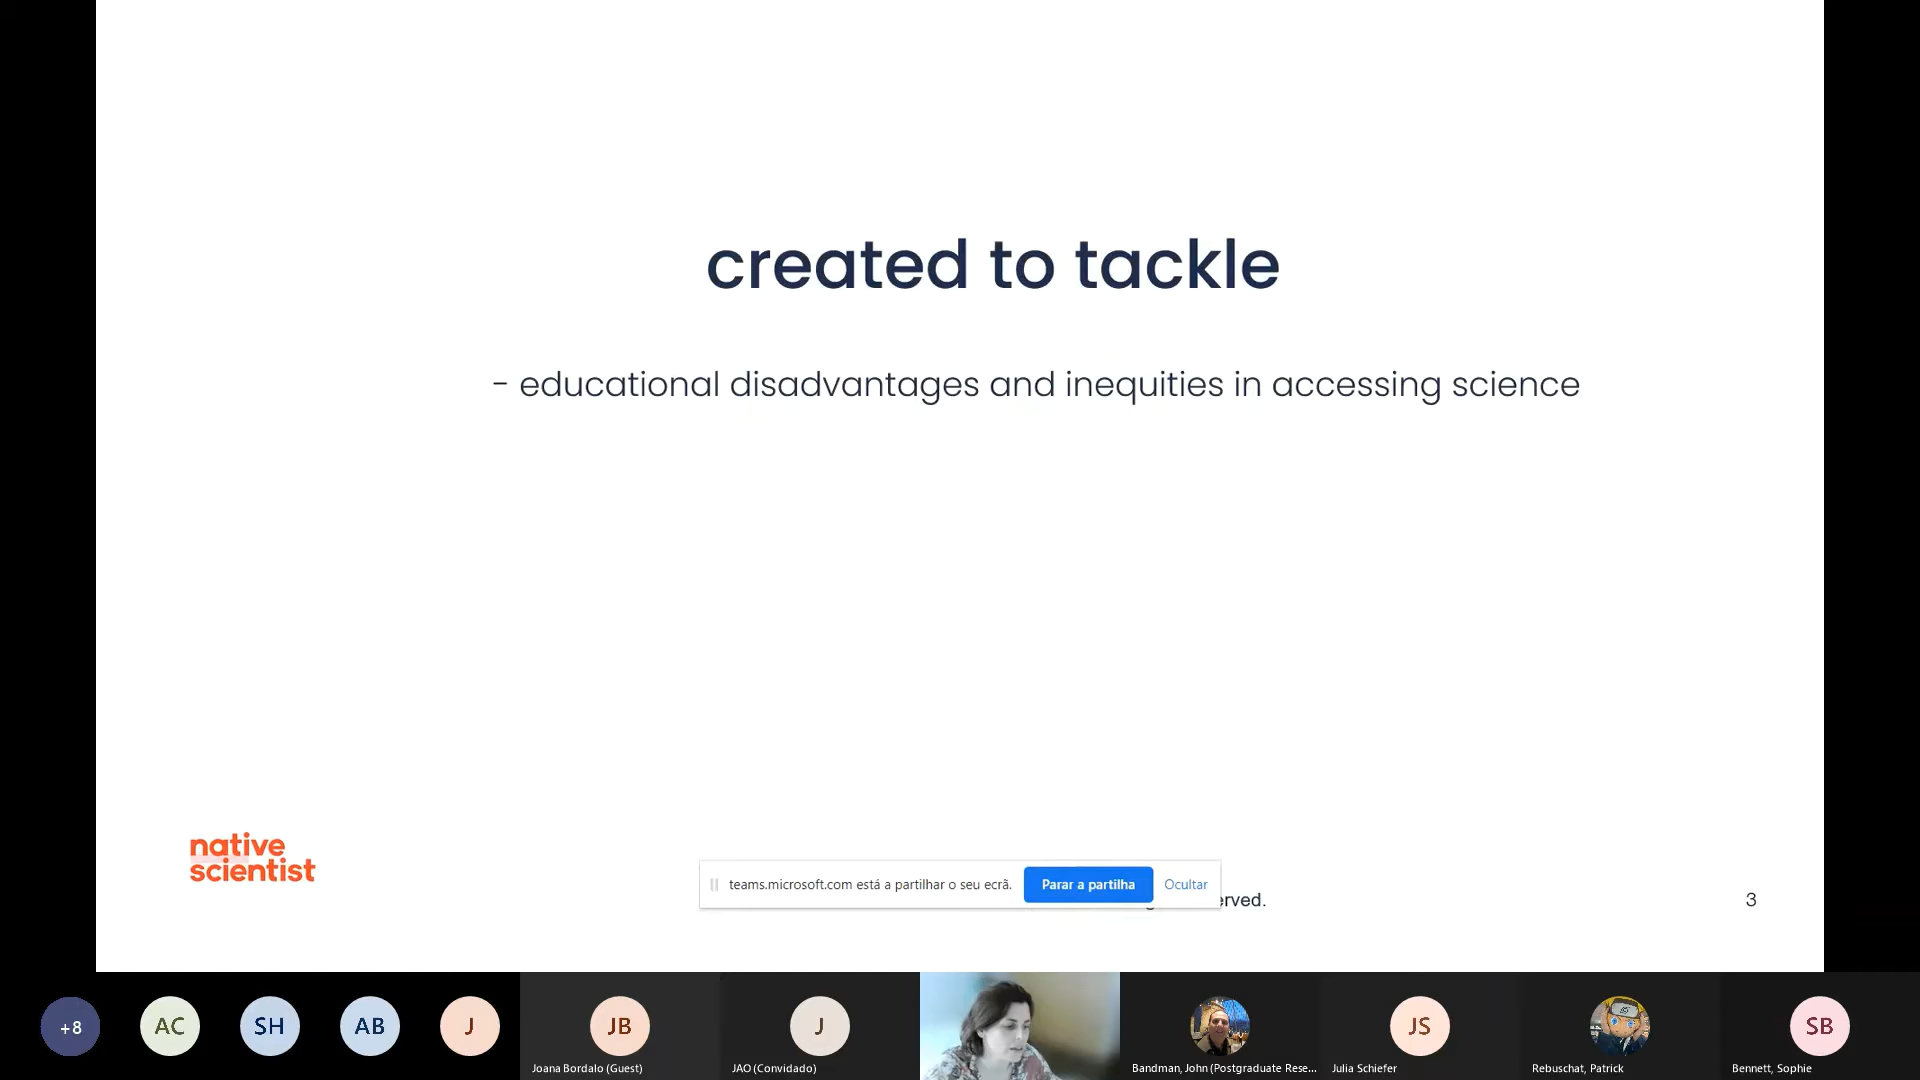 created to tackle
- educational disadvantages and inequities in accessing science
native
scientist
teams.microsoft.com está a partilhar o seu ecrã.
Parar a partilha
Ocultar
erved.
3
+8
AC
SH
AB
J
JB
J
JS
SB
Joana Bordalo (Guest)
JAO (Convidado)
Bandman, John (Postgraduate Rese...
Julia Schiefer
Rebuschat, Patrick
Bennett, Sophie